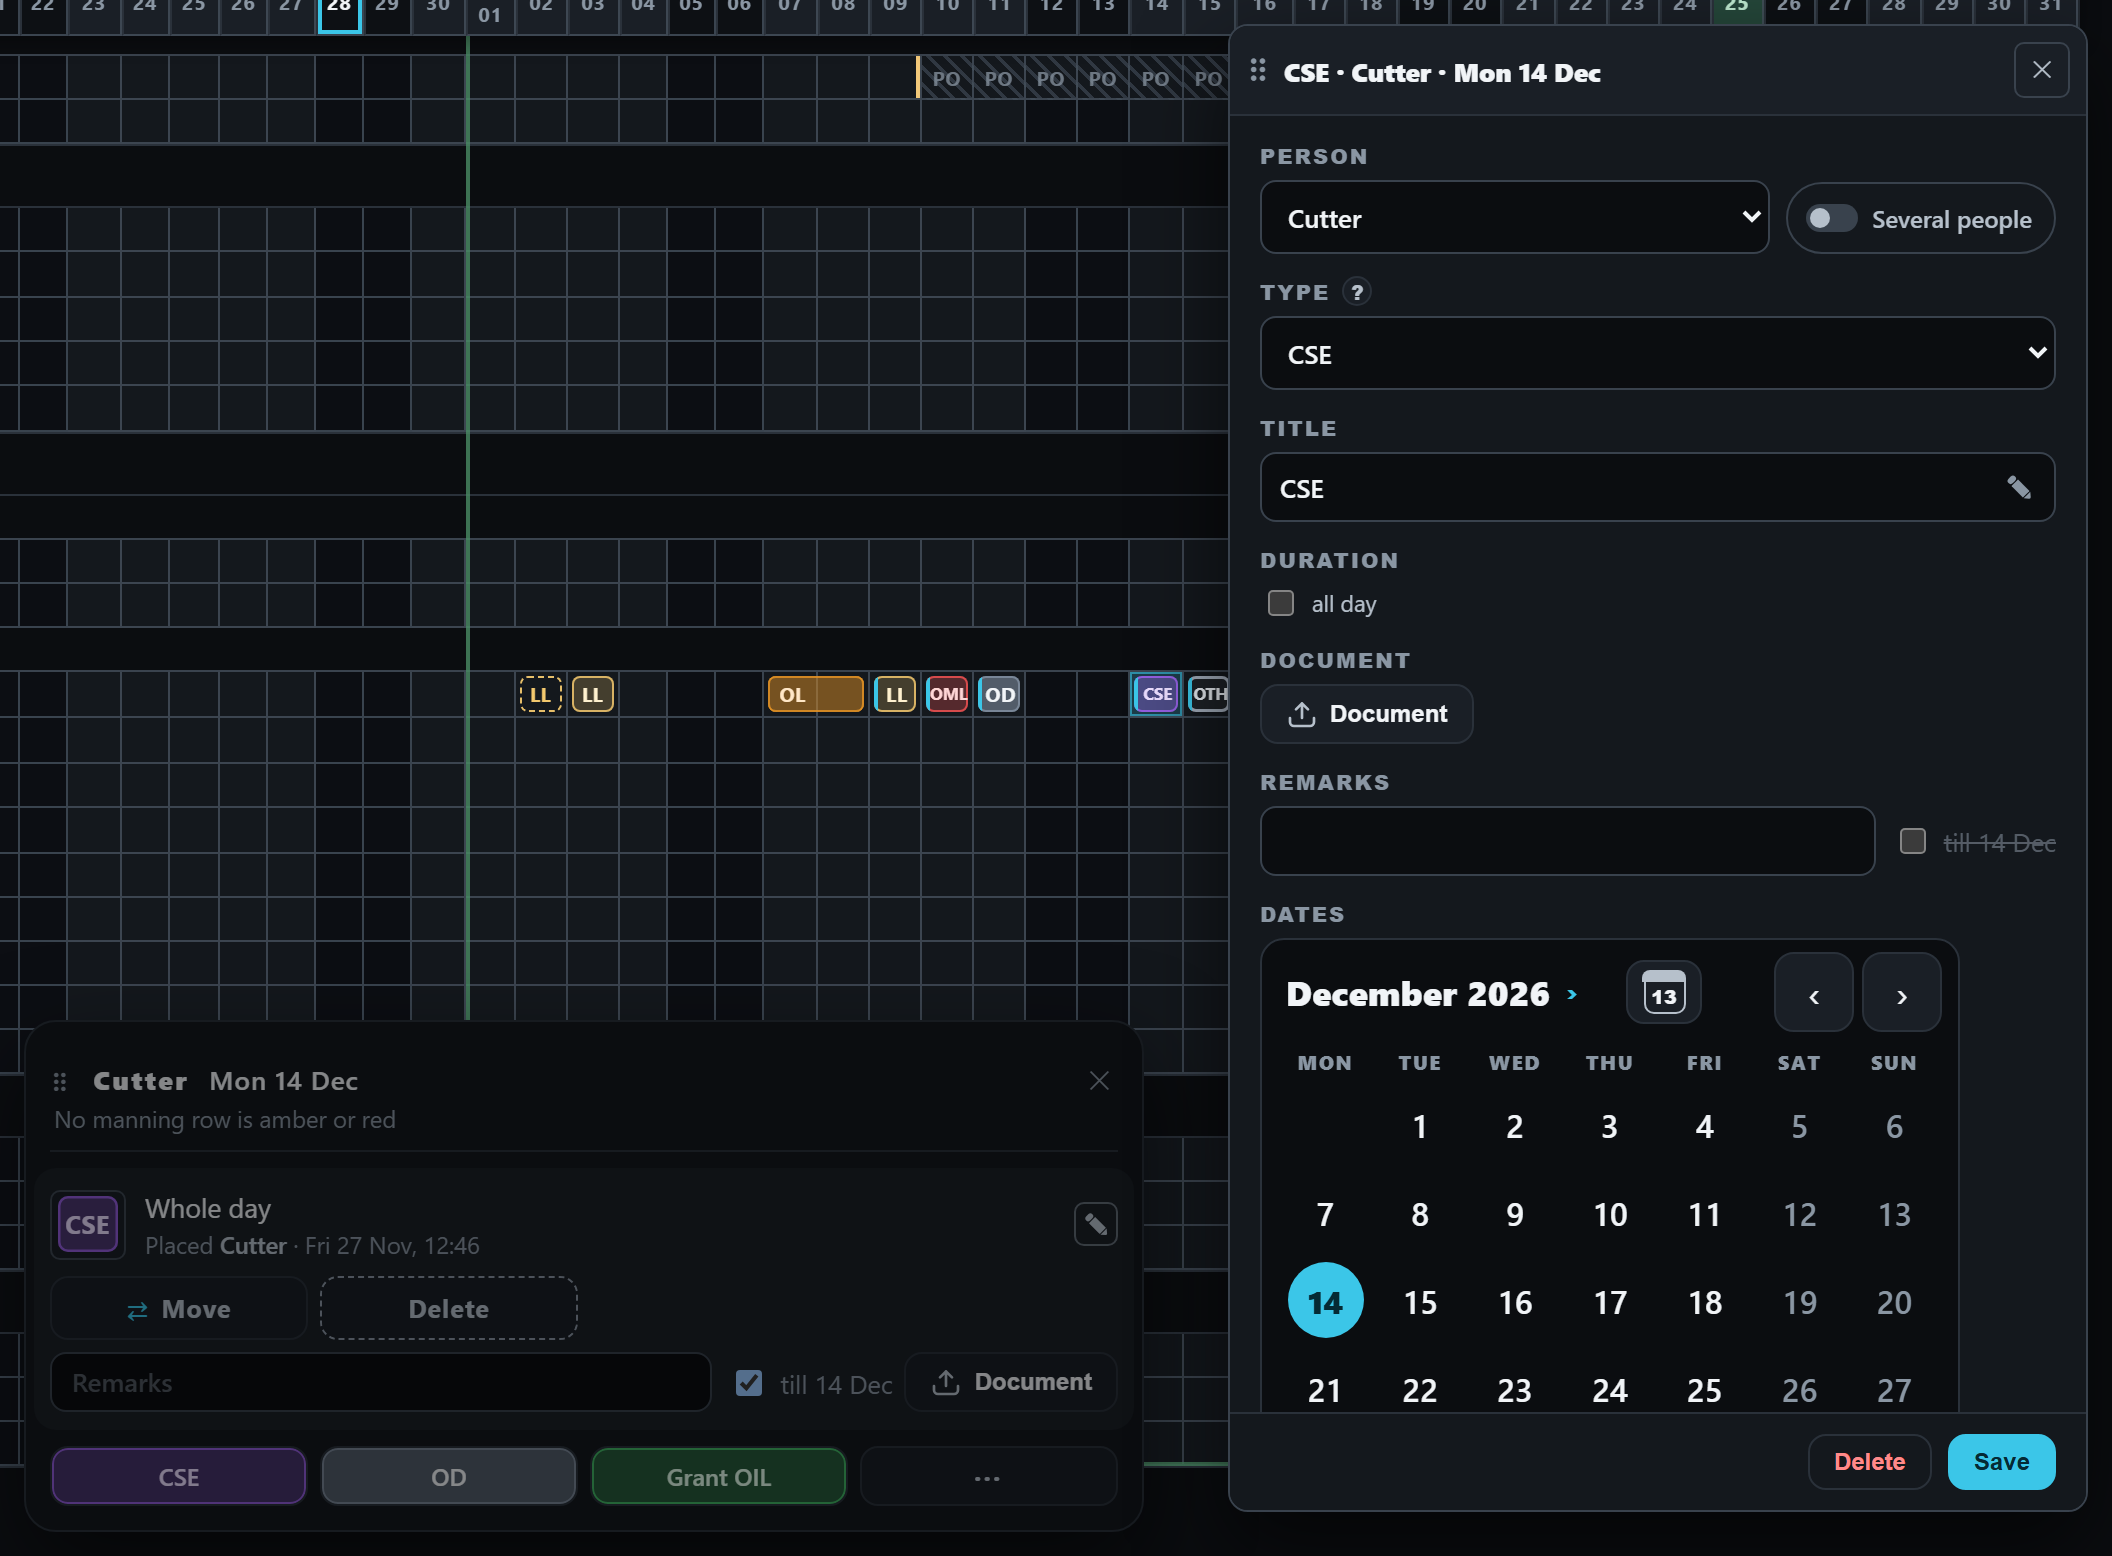 22 23 24 25 26 27 28 29 30 01 02 03 04 05 06 07 08 09 10 11 12 13 14 15 16 17 18 19 20 21 22 23 24 25 26 27 28 29 30 31
PO PO PO PO PO PO
LL LL OL LL OML OD CSE OTH
Cutter Mon 14 Dec
No manning row is amber or red
CSE
Whole day
Placed Cutter · Fri 27 Nov, 12:46
⇄ Move
Delete
Remarks
till 14 Dec
Document
CSE
OD
Grant OIL
...
CSE · Cutter · Mon 14 Dec
PERSON
Cutter
Several people
TYPE ?
CSE
TITLE
CSE
DURATION
all day
DOCUMENT
Document
REMARKS
till 14 Dec
DATES
December 2026 ›
13
‹ ›
MON TUE WED THU FRI SAT SUN
1 2 3 4 5 6
7 8 9 10 11 12 13
14 15 16 17 18 19 20
21 22 23 24 25 26 27
Delete
Save